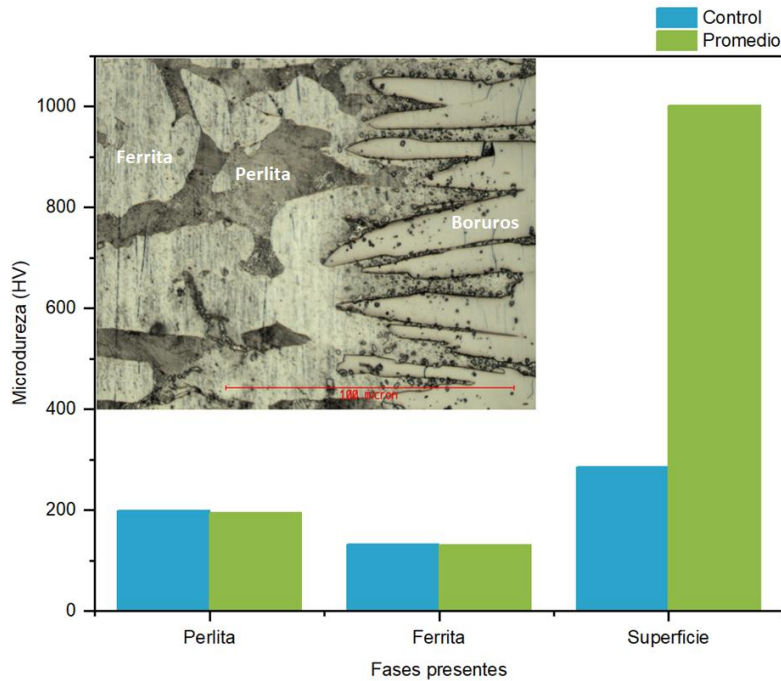 Control
Promedio
Microdureza (HV)
1000
800
600
400
200
0
Ferrita
Perlita
Boruros
100 micron
Perlita
Ferrita
Superficie
Fases presentes